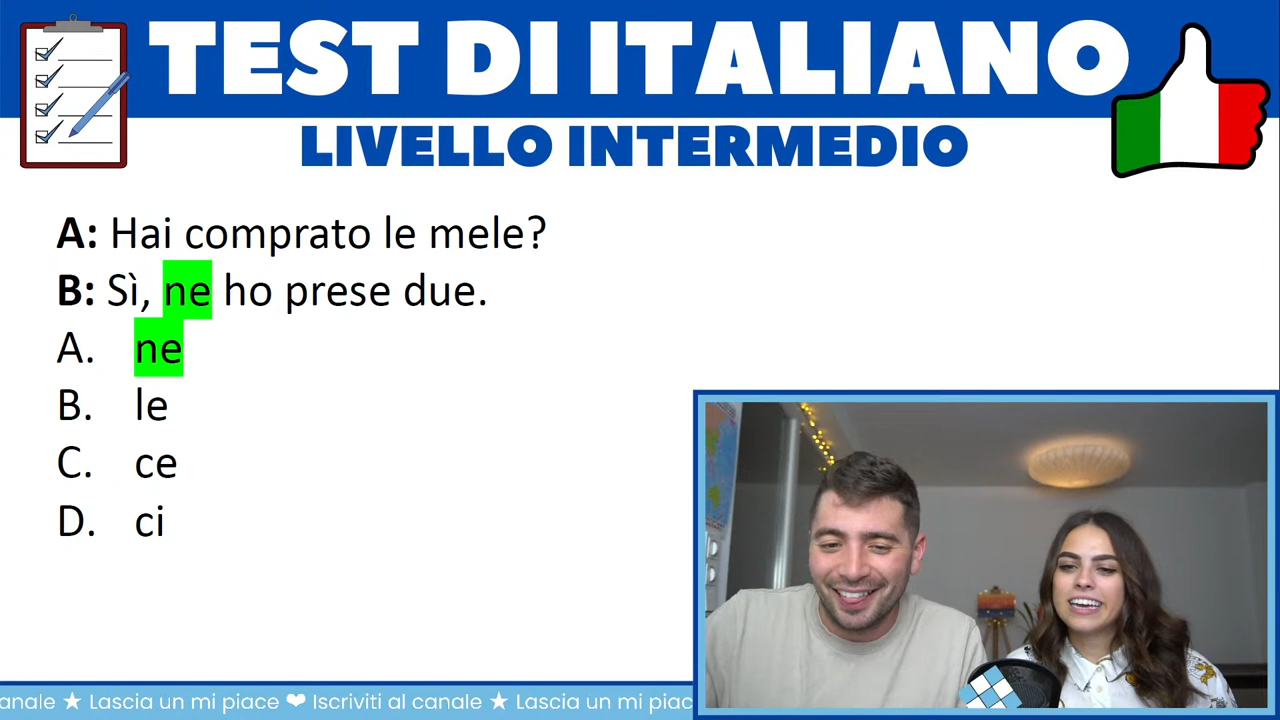 TEST DI ITALIANO
LIVELLO INTERMEDIO
A: Hai comprato le mele?
B: Sì, ne ho prese due.
A. ne
B. le
C. ce
D. ci
anale ★ Lascia un mi piace ❤ Iscriviti al canale ★ Lascia un mi piac